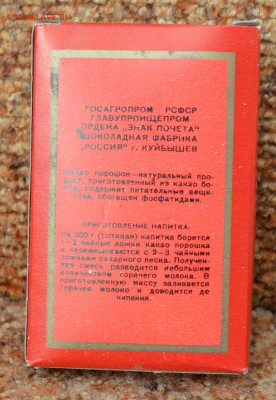 ГОСАГРОПРОМ РСФСР
ГЛАВУПРПИЩЕПРОМ
ОРДЕНА „ЗНАК ПОЧЕТА"
ШОКОЛАДНАЯ ФАБРИКА
„РОССИЯ" г. КУЙБЫШЕВ
Какао порошок—натуральный про-
дукт, приготовленный из какао бо-
бов, содержит питательные вещес-
тва, обогащен фосфатидами.
ПРИГОТОВЛЕНИЕ НАПИТКА.
На 200 г (1 стакан) напитка берется
1—2 чайные ложки какао порошка
и перемешиваются с 2—3 чайными
ложками сахарного песка. Получен-
ная смесь разводится небольшим
количеством горячего молока. В
приготовленную массу заливается
горячее молоко и доводится до
кипения.